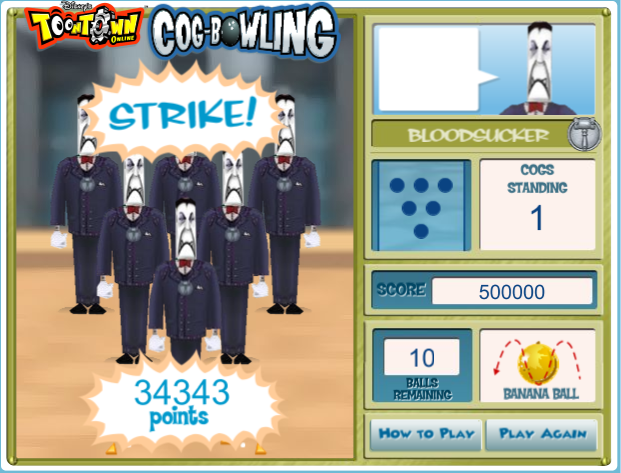 Disney's
TOONTOWN
ONLINE
COG-BOWLING
STRIKE!
34343
points
BLOODSUCKER
COGS
STANDING
1
SCORE
500000
10
BALLS
REMAINING
BANANA BALL
HOW TO PLAY
PLAY AGAIN